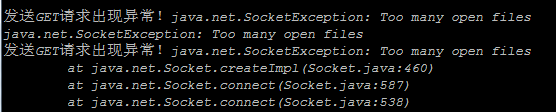 发送GET请求出现异常！java.net.SocketException: Too many open files
java.net.SocketException: Too many open files
发送GET请求出现异常！java.net.SocketException: Too many open files
at java.net.Socket.createImpl(Socket.java:460)
at java.net.Socket.connect(Socket.java:587)
at java.net.Socket.connect(Socket.java:538)